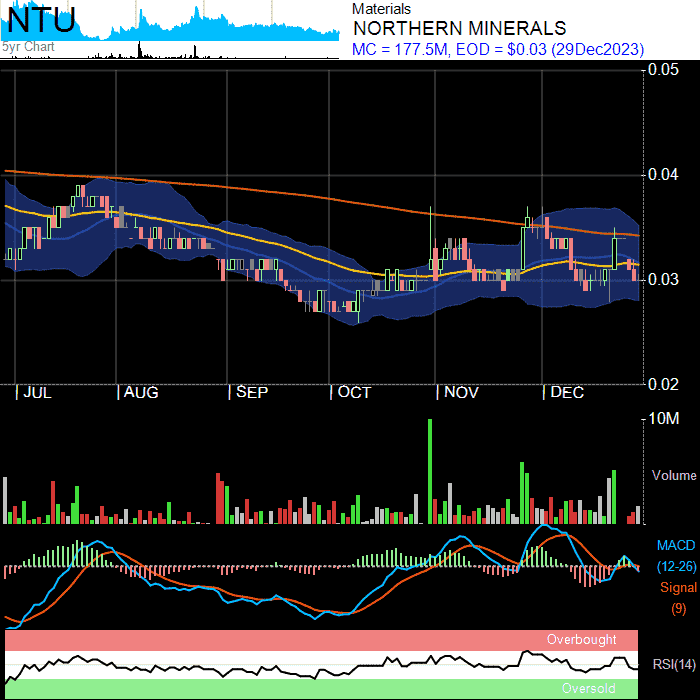 NTU
5yr Chart
Materials
NORTHERN MINERALS
MC = 177.5M, EOD = $0.03 (29Dec2023)
0.05
0.04
0.03
0.02
JUL AUG SEP OCT NOV DEC
10M
Volume
MACD
(12-26)
Signal
(9)
Overbought
RSI(14)
Oversold